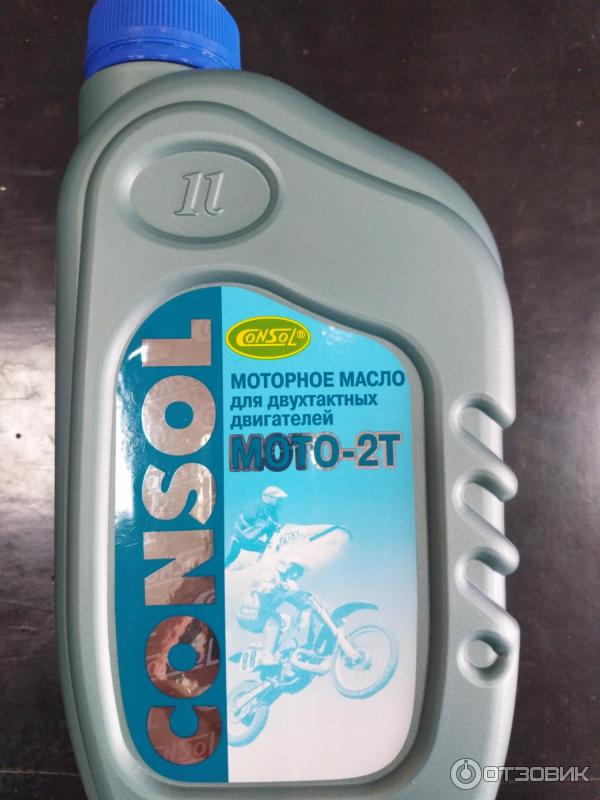 1l
CONSOL
CONSOL®
МОТОРНОЕ МАСЛО
для двухтактных
двигателей
МОТО-2Т
ОТЗОВИК